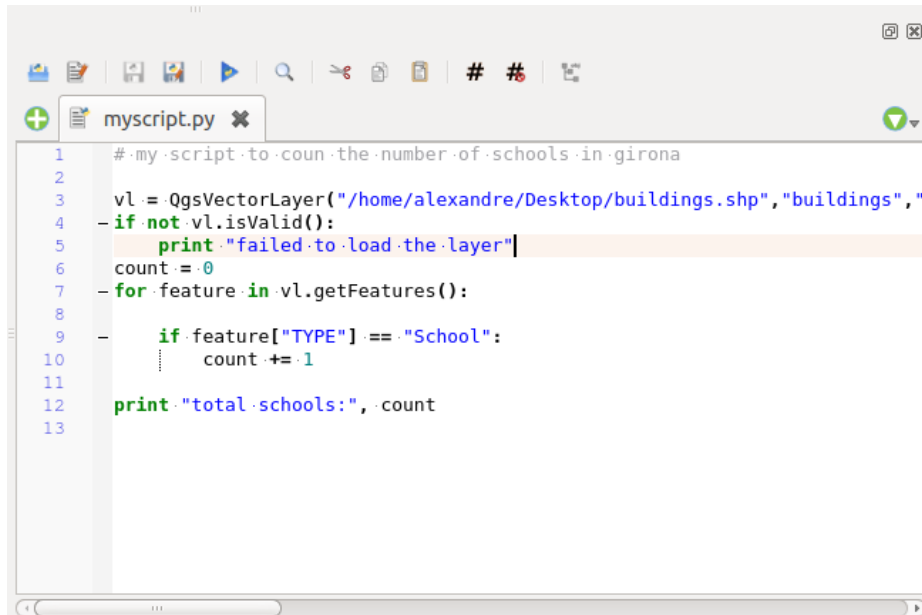 myscript.py
1 # my script to coun the number of schools in girona
2
3 vl = QgsVectorLayer("/home/alexandre/Desktop/buildings.shp","buildings","
4 if not vl.isValid():
5     print "failed to load the layer"
6 count = 0
7 for feature in vl.getFeatures():
8
9     if feature["TYPE"] == "School":
10         count += 1
11
12 print "total schools:", count
13